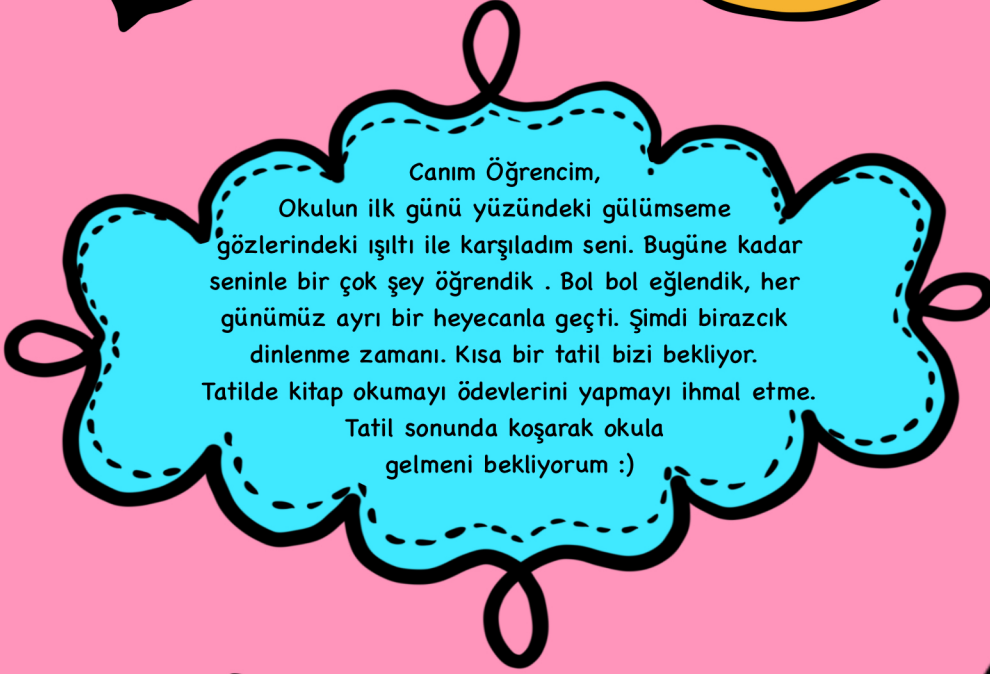 Canım Öğrencim,
Okulun ilk günü yüzündeki gülümseme
gözlerindeki ışıltı ile karşıladım seni. Bugüne kadar
seninle bir çok şey öğrendik . Bol bol eğlendik, her
günümüz ayrı bir heyecanla geçti. Şimdi birazcık
dinlenme zamanı. Kısa bir tatil bizi bekliyor.
Tatilde kitap okumayı ödevlerini yapmayı ihmal etme.
Tatil sonunda koşarak okula
gelmeni bekliyorum :)